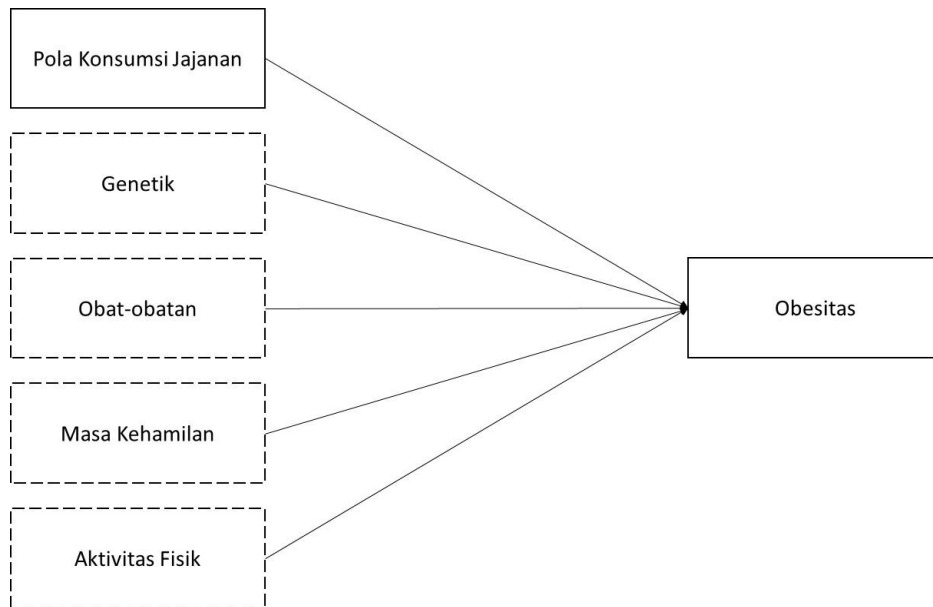 Pola Konsumsi Jajanan
Genetik
Obat-obatan
Masa Kehamilan
Aktivitas Fisik
Obesitas